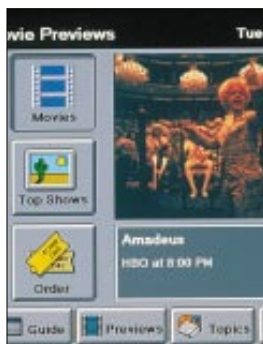 vie Previews Tue
Movies
Top Shows
Order
Amadeus
HBO at 8:00 PM
Guide Previews Topics